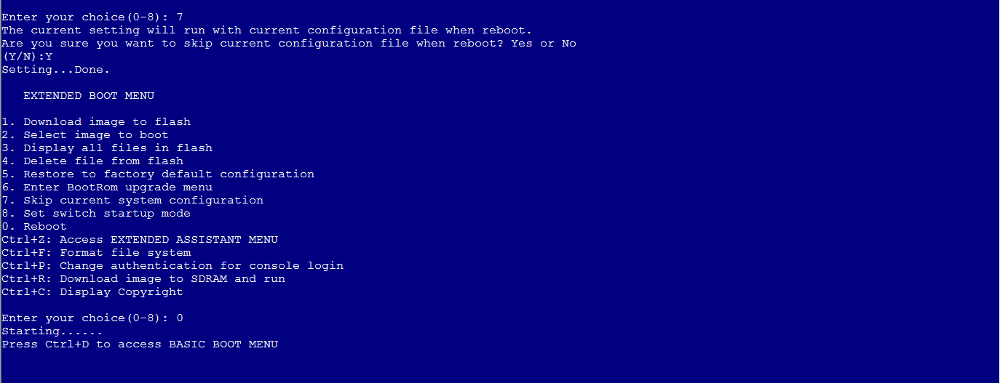 Enter your choice(0-8): 7
The current setting will run with current configuration file when reboot.
Are you sure you want to skip current configuration file when reboot? Yes or No
(Y/N):Y
Setting...Done.
EXTENDED BOOT MENU
1. Download image to flash
2. Select image to boot
3. Display all files in flash
4. Delete file from flash
5. Restore to factory default configuration
6. Enter BootRom upgrade menu
7. Skip current system configuration
8. Set switch startup mode
0. Reboot
Ctrl+Z: Access EXTENDED ASSISTANT MENU
Ctrl+F: Format file system
Ctrl+P: Change authentication for console login
Ctrl+R: Download image to SDRAM and run
Ctrl+C: Display Copyright
Enter your choice(0-8): 0
Starting......
Press Ctrl+D to access BASIC BOOT MENU